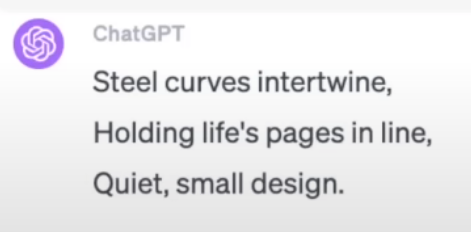 ChatGPT
Steel curves intertwine,
Holding life's pages in line,
Quiet, small design.